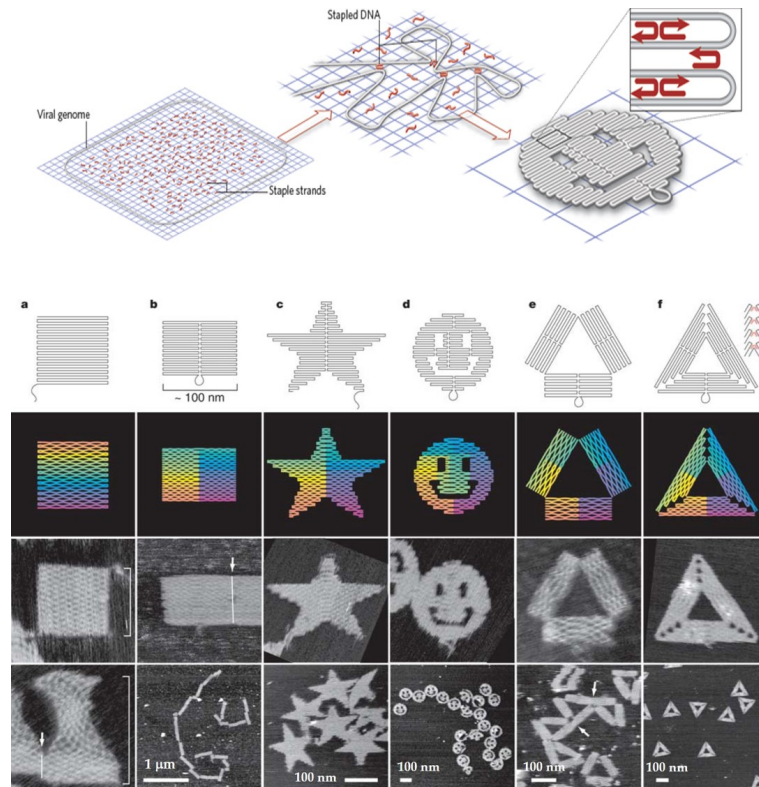 Stapled DNA
Viral genome
Staple strands
a b c d e f
~ 100 nm
1 μm 100 nm 100 nm 100 nm 100 nm